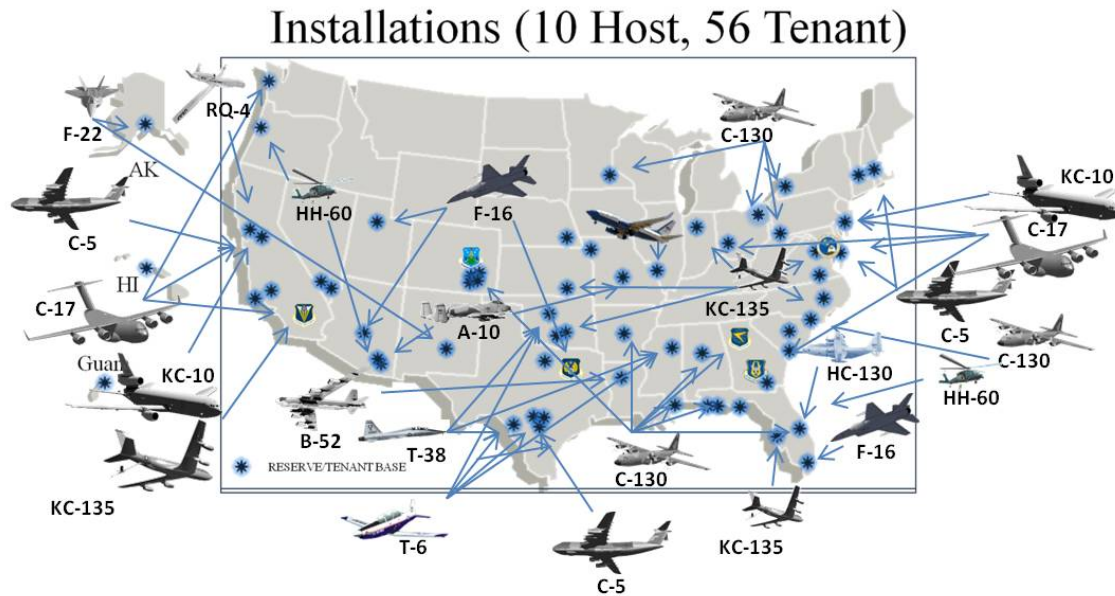 Installations (10 Host, 56 Tenant)
RQ-4
C-130
F-22
AK
KC-10
HH-60
F-16
C-17
C-5
HI
KC-135
C-17
A-10
C-5
C-130
Guam
KC-10
HC-130
HH-60
B-52
T-38
F-16
RESERVE/TENANT BASE
C-130
KC-135
T-6
KC-135
C-5